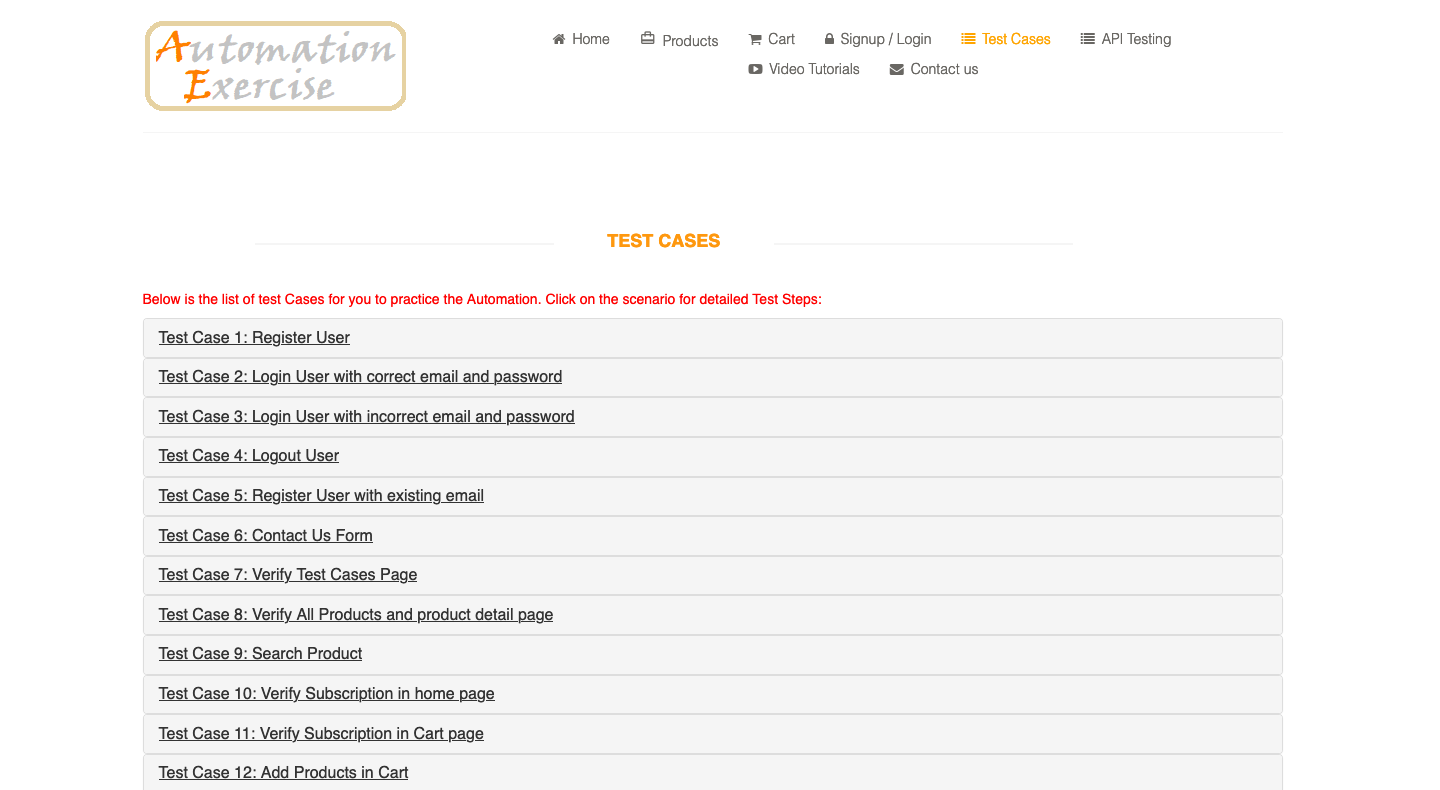 Automation
Exercise
Home Products Cart Signup / Login Test Cases API Testing
Video Tutorials Contact us
TEST CASES
Below is the list of test Cases for you to practice the Automation. Click on the scenario for detailed Test Steps:
Test Case 1: Register User
Test Case 2: Login User with correct email and password
Test Case 3: Login User with incorrect email and password
Test Case 4: Logout User
Test Case 5: Register User with existing email
Test Case 6: Contact Us Form
Test Case 7: Verify Test Cases Page
Test Case 8: Verify All Products and product detail page
Test Case 9: Search Product
Test Case 10: Verify Subscription in home page
Test Case 11: Verify Subscription in Cart page
Test Case 12: Add Products in Cart